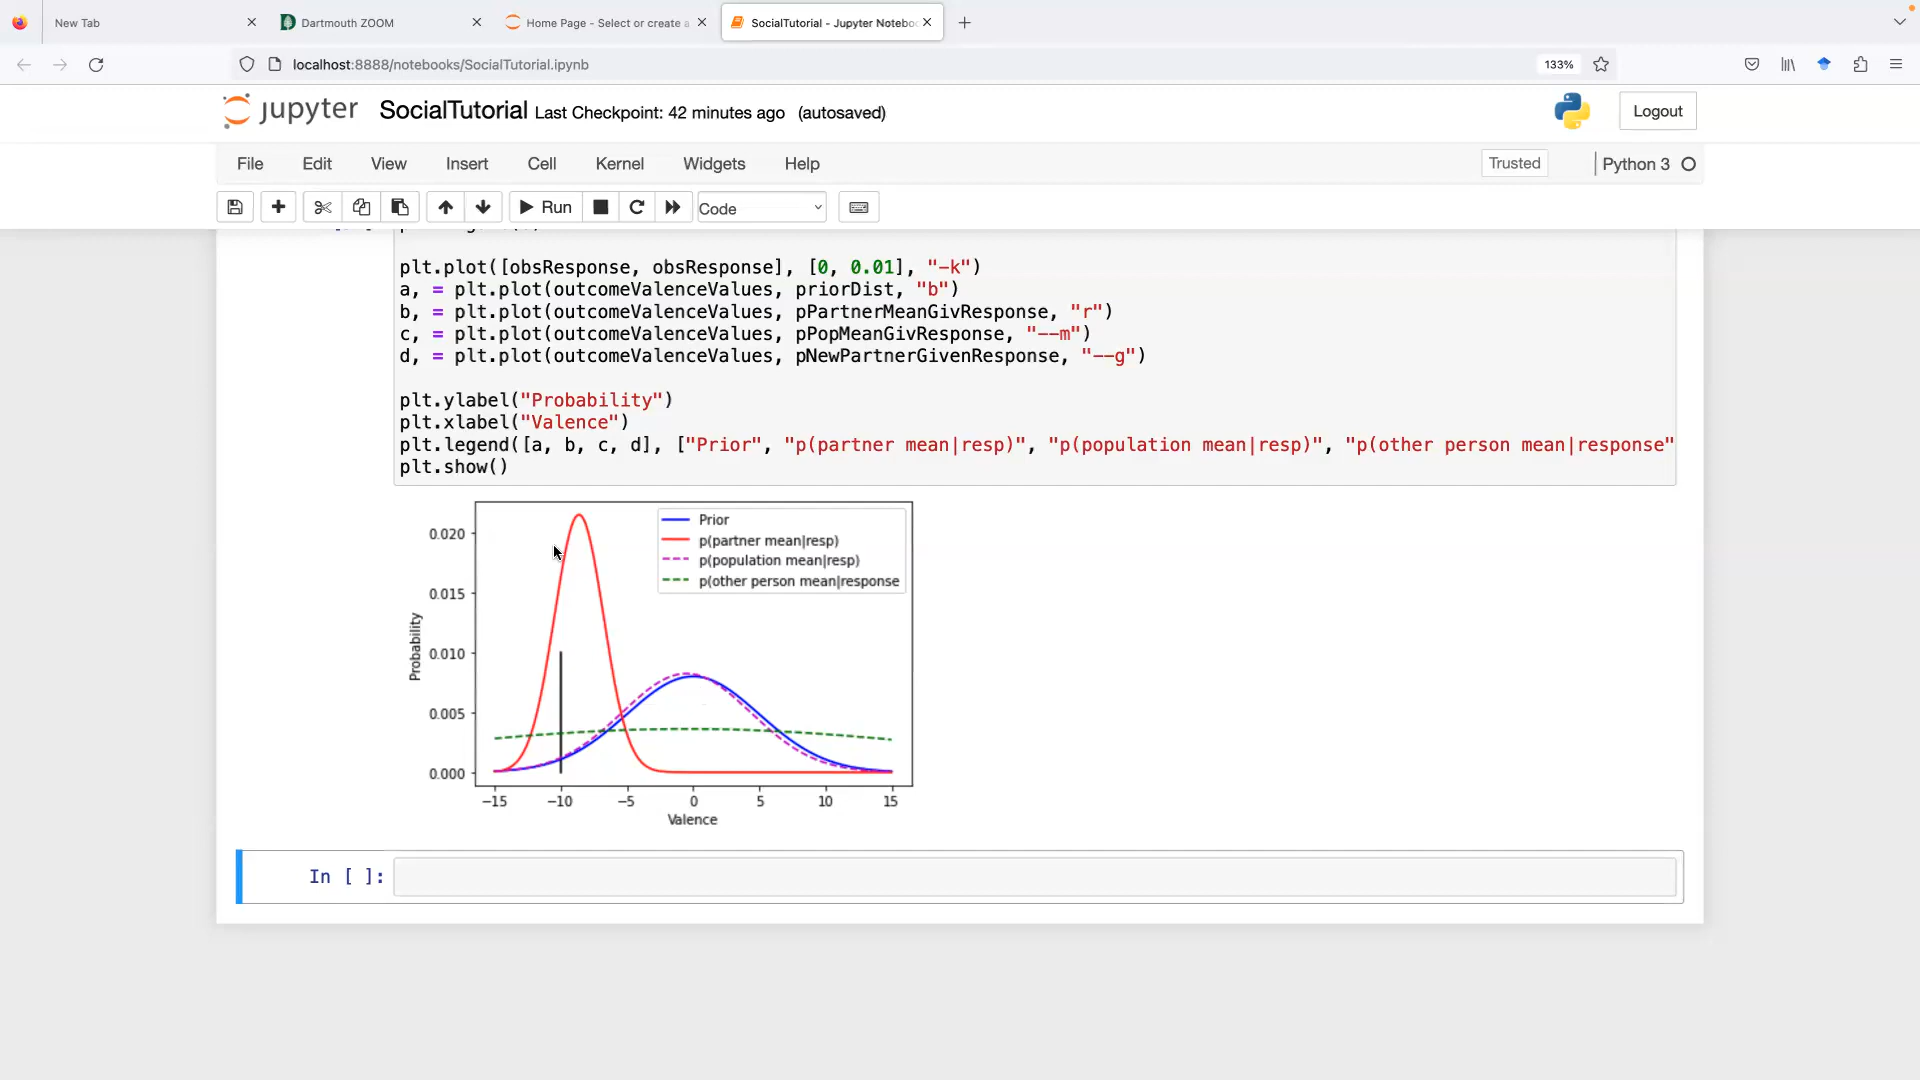 New Tab
Dartmouth ZOOM
Home Page - Select or create a
SocialTutorial - Jupyter Notebo
localhost:8888/notebooks/SocialTutorial.ipynb
133%
jupyter SocialTutorial Last Checkpoint: 42 minutes ago (autosaved)
Logout
File Edit View Insert Cell Kernel Widgets Help
Trusted
Python 3
Run
Code
plt.plot([obsResponse, obsResponse], [0, 0.01], "-k")
a, = plt.plot(outcomeValenceValues, priorDist, "b")
b, = plt.plot(outcomeValenceValues, pPartnerMeanGivResponse, "r")
c, = plt.plot(outcomeValenceValues, pPopMeanGivResponse, "--m")
d, = plt.plot(outcomeValenceValues, pNewPartnerGivenResponse, "--g")
plt.ylabel("Probability")
plt.xlabel("Valence")
plt.legend([a, b, c, d], ["Prior", "p(partner mean|resp)", "p(population mean|resp)", "p(other person mean|response"
plt.show()
Prior
p(partner mean|resp)
p(population mean|resp)
p(other person mean|response
0.020
0.015
0.010
0.005
0.000
Probability
−15 −10 −5 0 5 10 15
Valence
In [ ]: